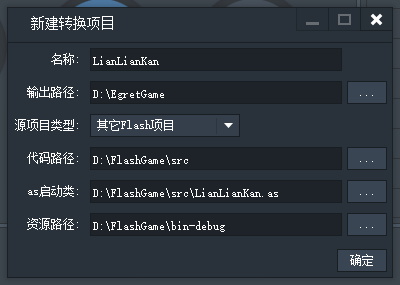 新建转换项目
名称: LianLianKan
输出路径: D:\EgretGame ...
源项目类型: 其它Flash项目
代码路径: D:\FlashGame\src ...
as启动类: D:\FlashGame\src\LianLianKan.as ...
资源路径: D:\FlashGame\bin-debug ...
确定